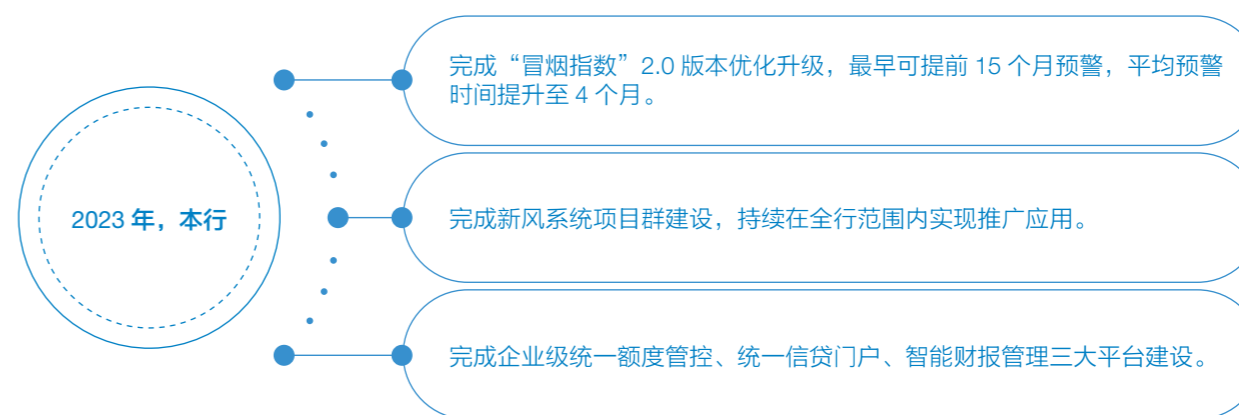 2023 年，本行
完成“冒烟指数”2.0 版本优化升级，最早可提前 15 个月预警，平均预警
时间提升至 4 个月。
完成新风系统项目群建设，持续在全行范围内实现推广应用。
完成企业级统一额度管控、统一信贷门户、智能财报管理三大平台建设。